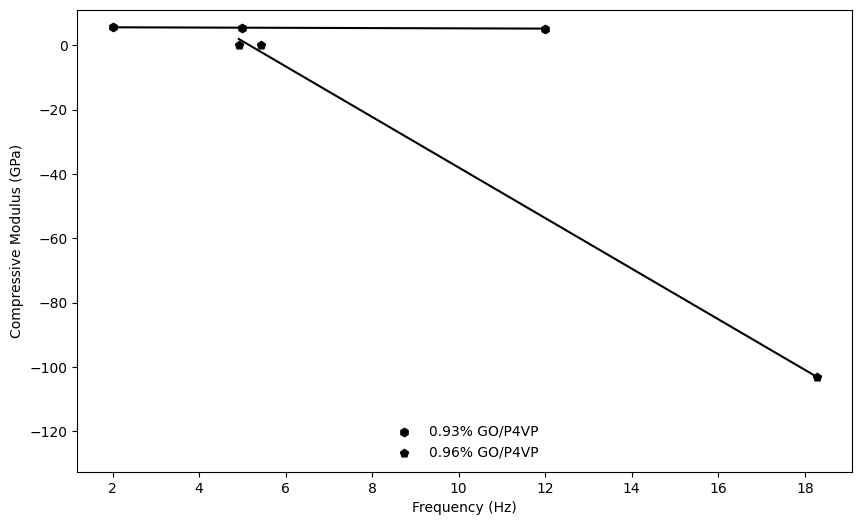 0
−20
−40
−60
−80
−100
−120
Compressive Modulus (GPa)
0.93% GO/P4VP
0.96% GO/P4VP
2 4 6 8 10 12 14 16 18
Frequency (Hz)